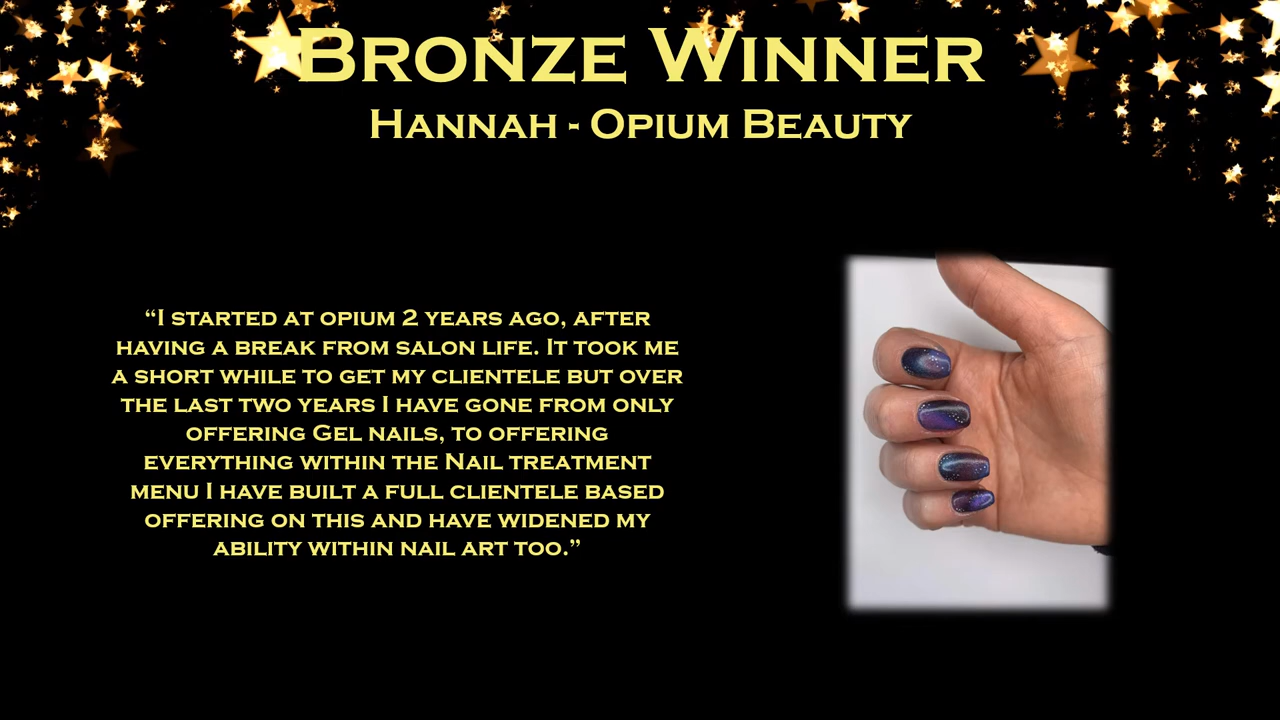 Bronze Winner
Hannah - Opium Beauty
“I started at opium 2 years ago, after
having a break from salon life. It took me
a short while to get my clientele but over
the last two years I have gone from only
offering Gel nails, to offering
everything within the Nail treatment
menu I have built a full clientele based
offering on this and have widened my
ability within nail art too.”